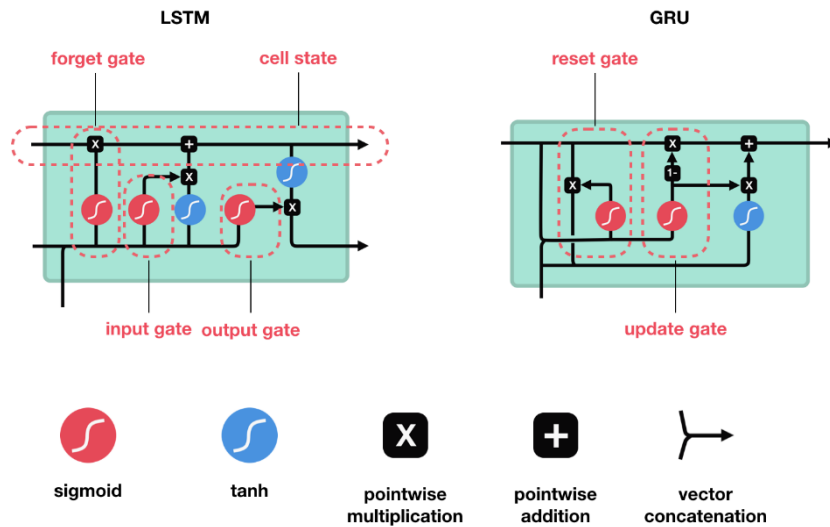 LSTM
GRU
forget gate
cell state
reset gate
x
+
x
x
x
+
x
1-
x
input gate
output gate
update gate
X
+
sigmoid
tanh
pointwise
multiplication
pointwise
addition
vector
concatenation